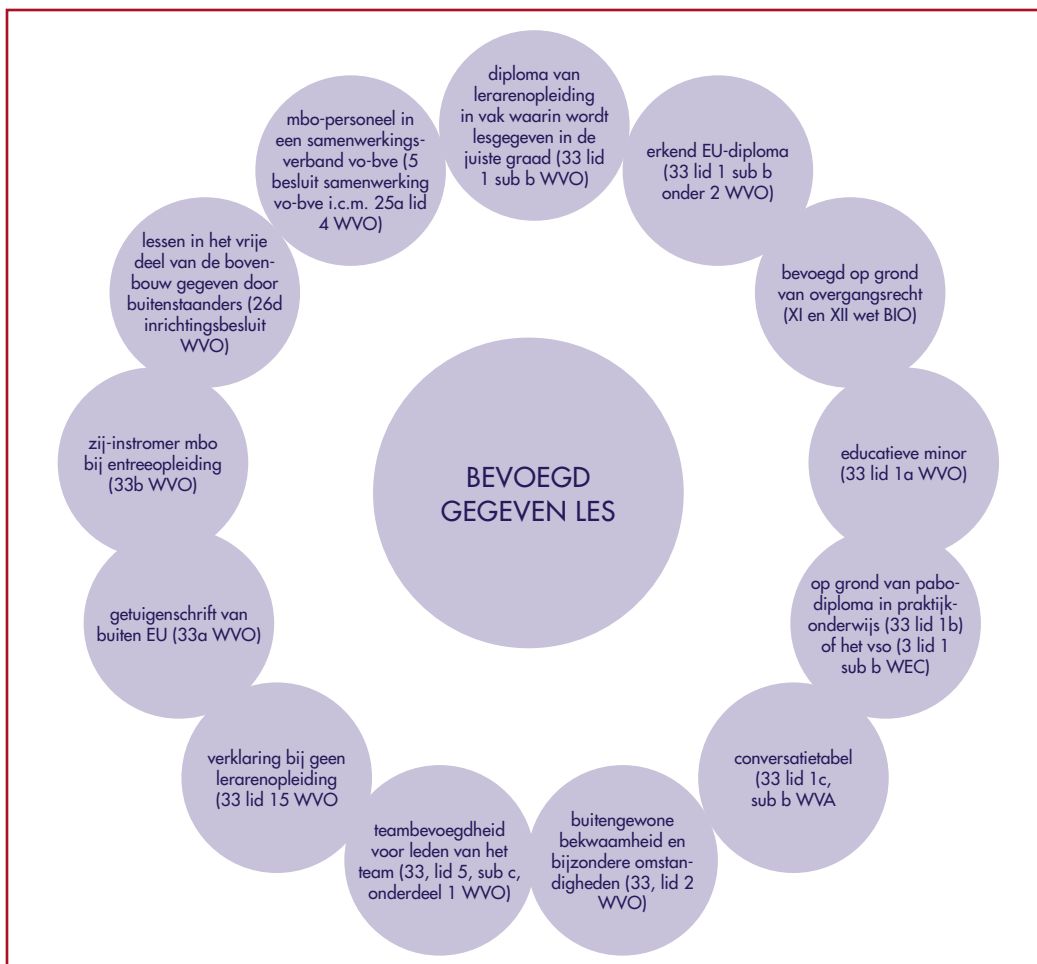 diploma van
lerarenopleiding
in vak waarin wordt
lesgegeven in de
juiste graad (33 lid
1 sub b WVO)
erkend EU-diploma
(33 lid 1 sub b
onder 2 WVO)
bevoegd op grond
van overgangsrecht
(XI en XII wet BIO)
educatieve minor
(33 lid 1a WVO)
op grond van pabo-
diploma in praktijk-
onderwijs (33 lid 1b)
of het vso (3 lid 1
sub b WEC)
conversatietabel
(33 lid 1c,
sub b WVA
buitengewone
bekwaamheid en
bijzondere omstan-
digheden (33, lid 2
WVO)
teambevoegdheid
voor leden van het
team (33, lid 5, sub c,
onderdeel 1 WVO)
verklaring bij geen
lerarenopleiding
(33 lid 15 WVO
getuigenschrift van
buiten EU (33a WVO)
zij-instromer mbo
bij entreeopleiding
(33b WVO)
lessen in het vrije
deel van de boven-
bouw gegeven door
buitenstaanders (26d
inrichtingsbesluit
WVO)
mbo-personeel in
een samenwerkings-
verband vo-bve (5
besluit samenwerking
vo-bve i.c.m. 25a lid
4 WVO)
BEVOEGD
GEGEVEN LES